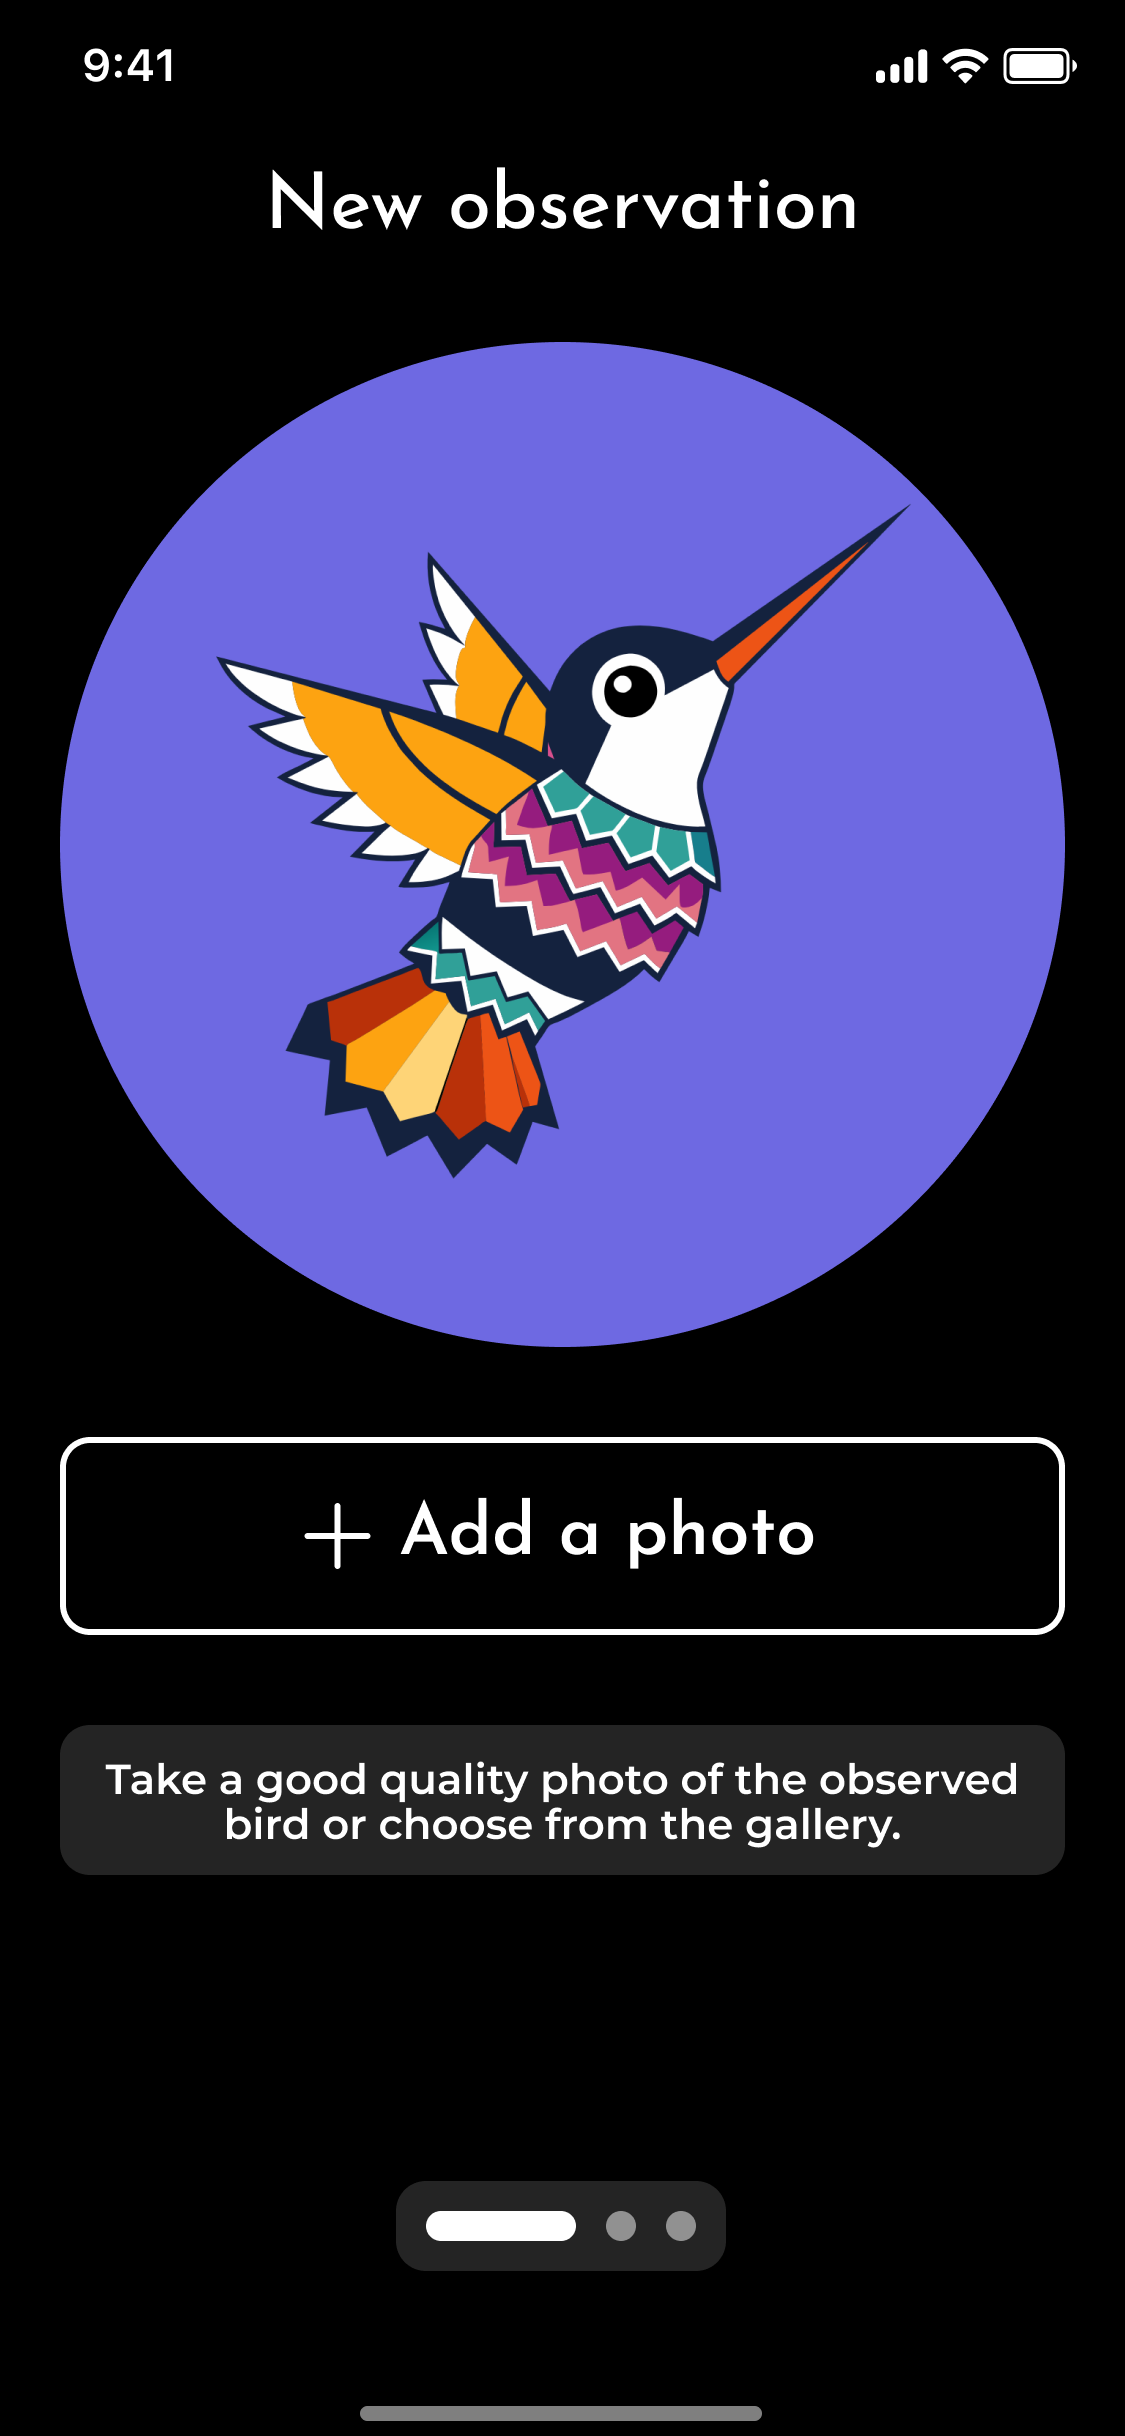 9:41
New observation
Add a photo
Take a good quality photo of the observed
bird or choose from the gallery.